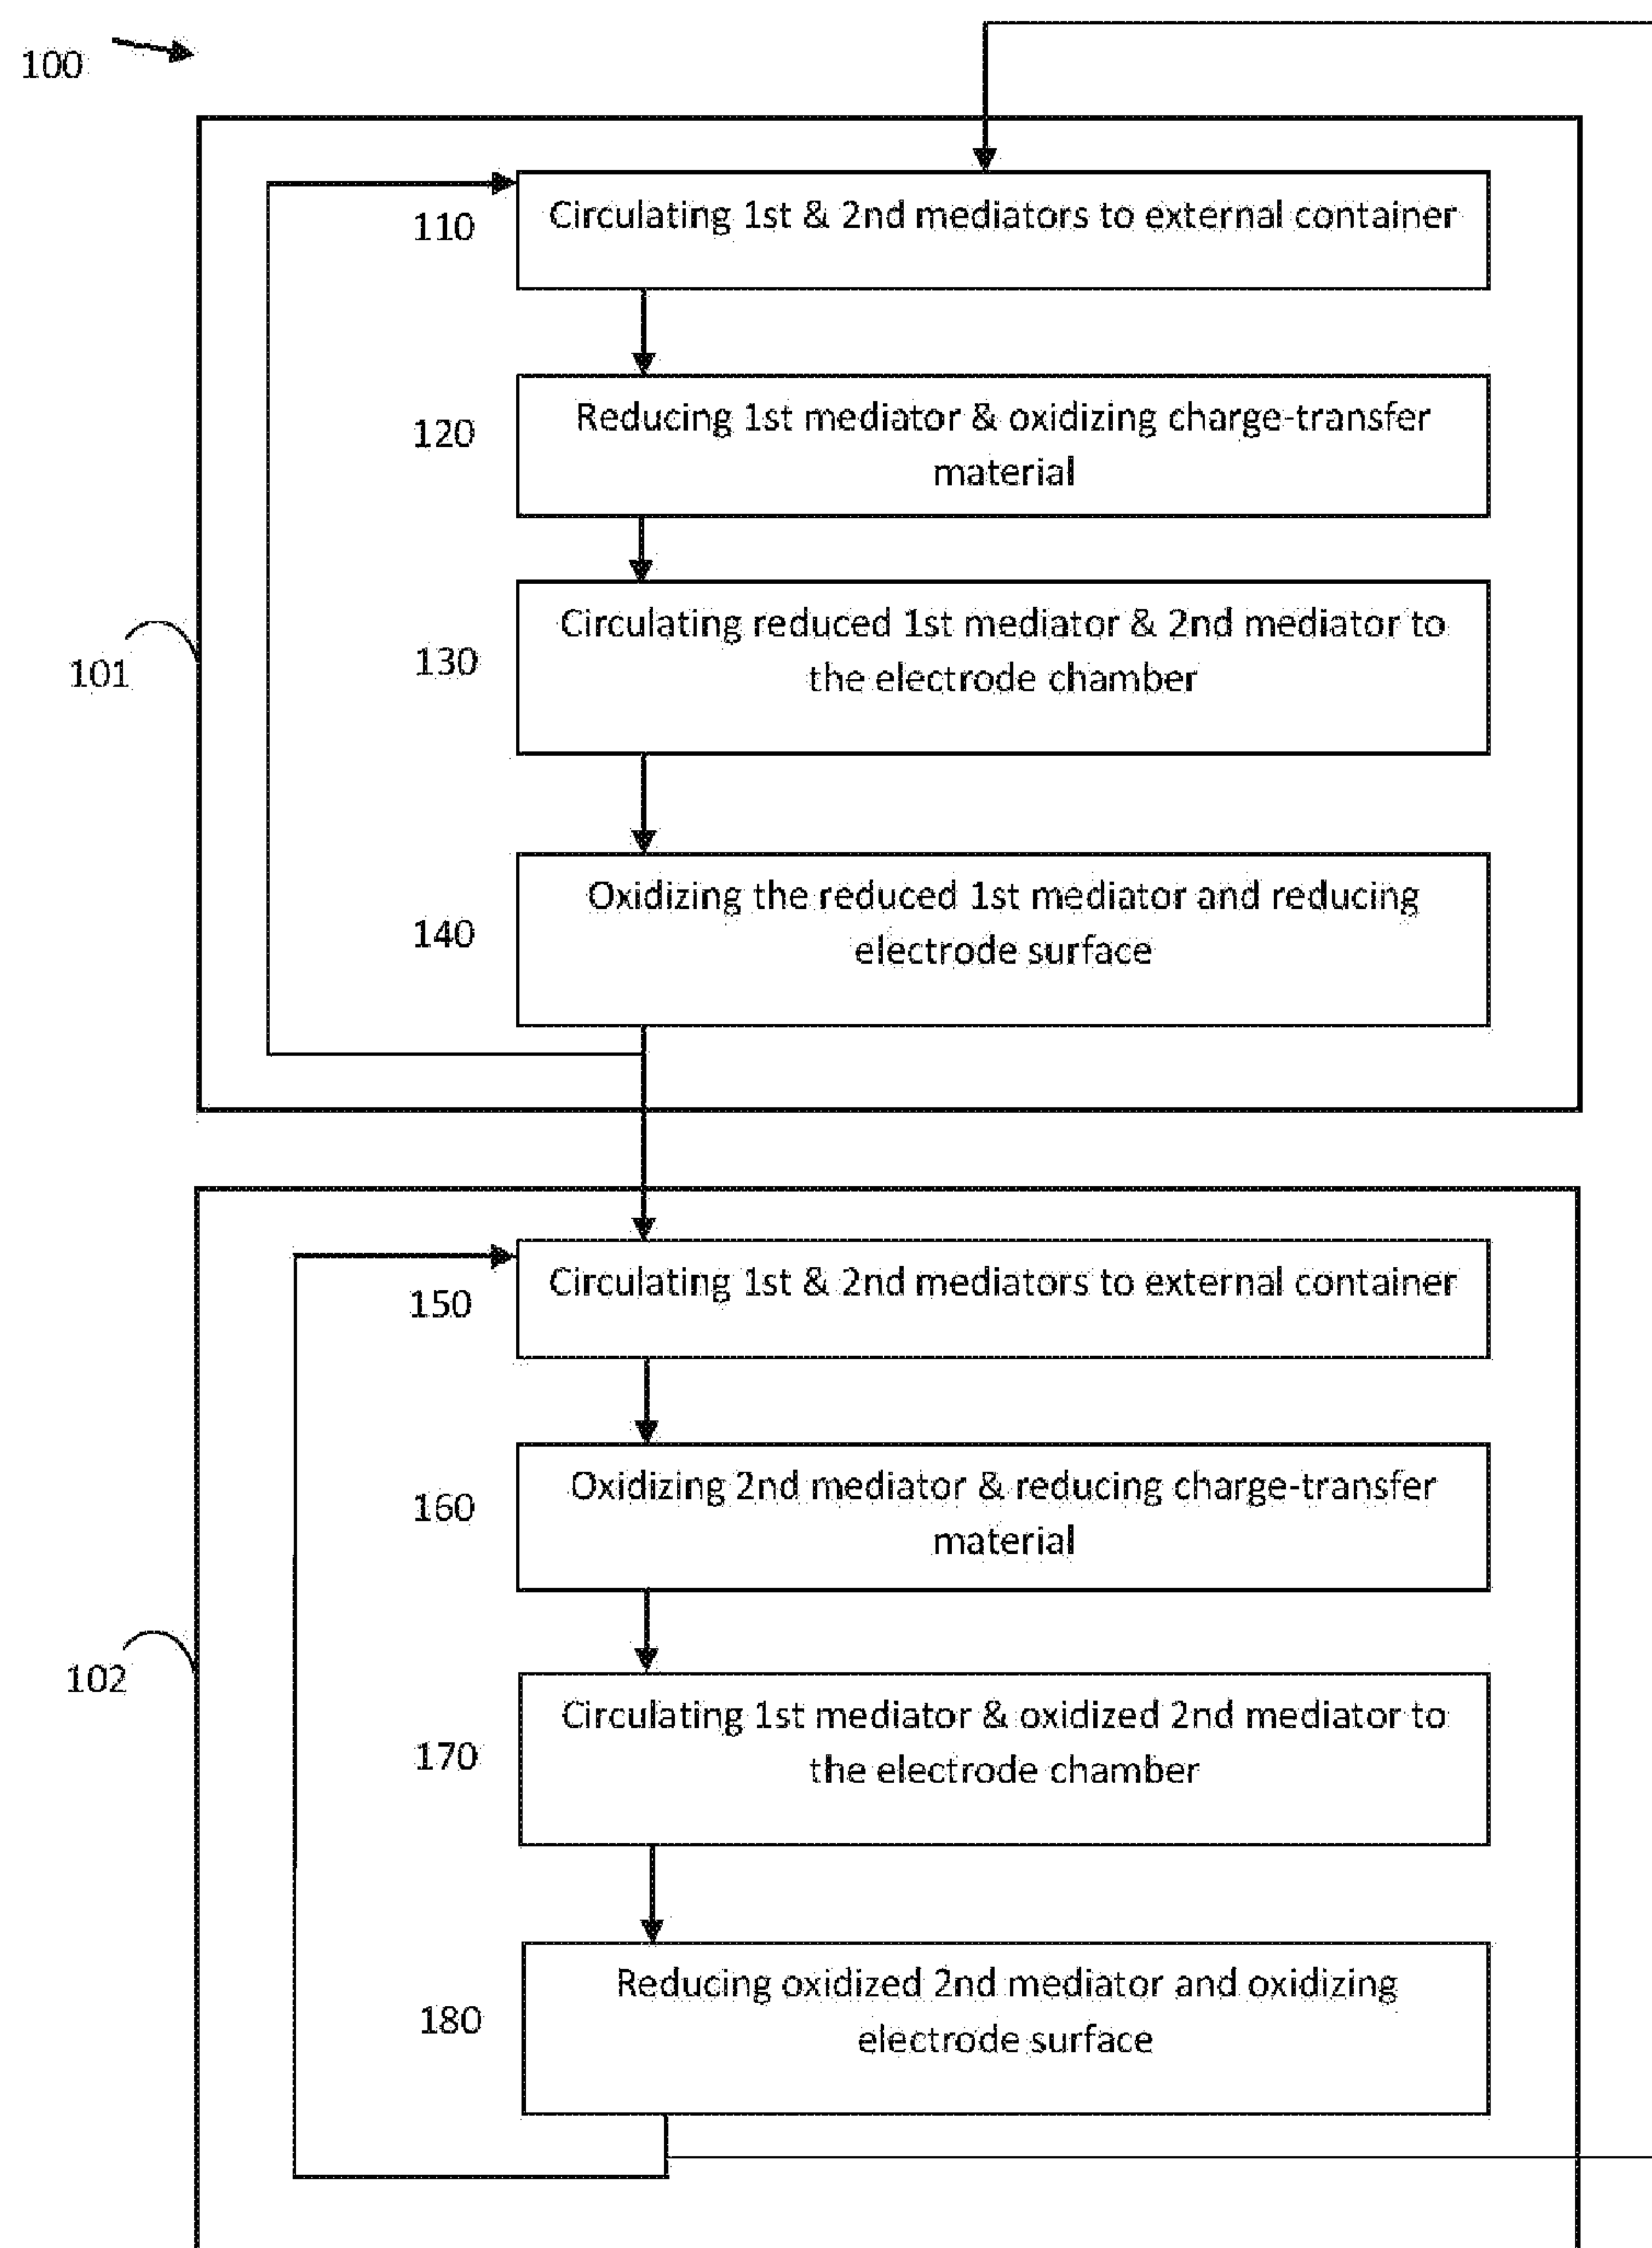 100
110
Circulating 1st & 2nd mediators to external container
120
Reducing 1st mediator & oxidizing charge-transfer
material
130
Circulating reduced 1st mediator & 2nd mediator to
the electrode chamber
101
140
Oxidizing the reduced 1st mediator and reducing
electrode surface
150
Circulating 1st & 2nd mediators to external container
160
Oxidizing 2nd mediator & reducing charge-transfer
material
102
170
Circulating 1st mediator & oxidized 2nd mediator to
the electrode chamber
180
Reducing oxidized 2nd mediator and oxidizing
electrode surface